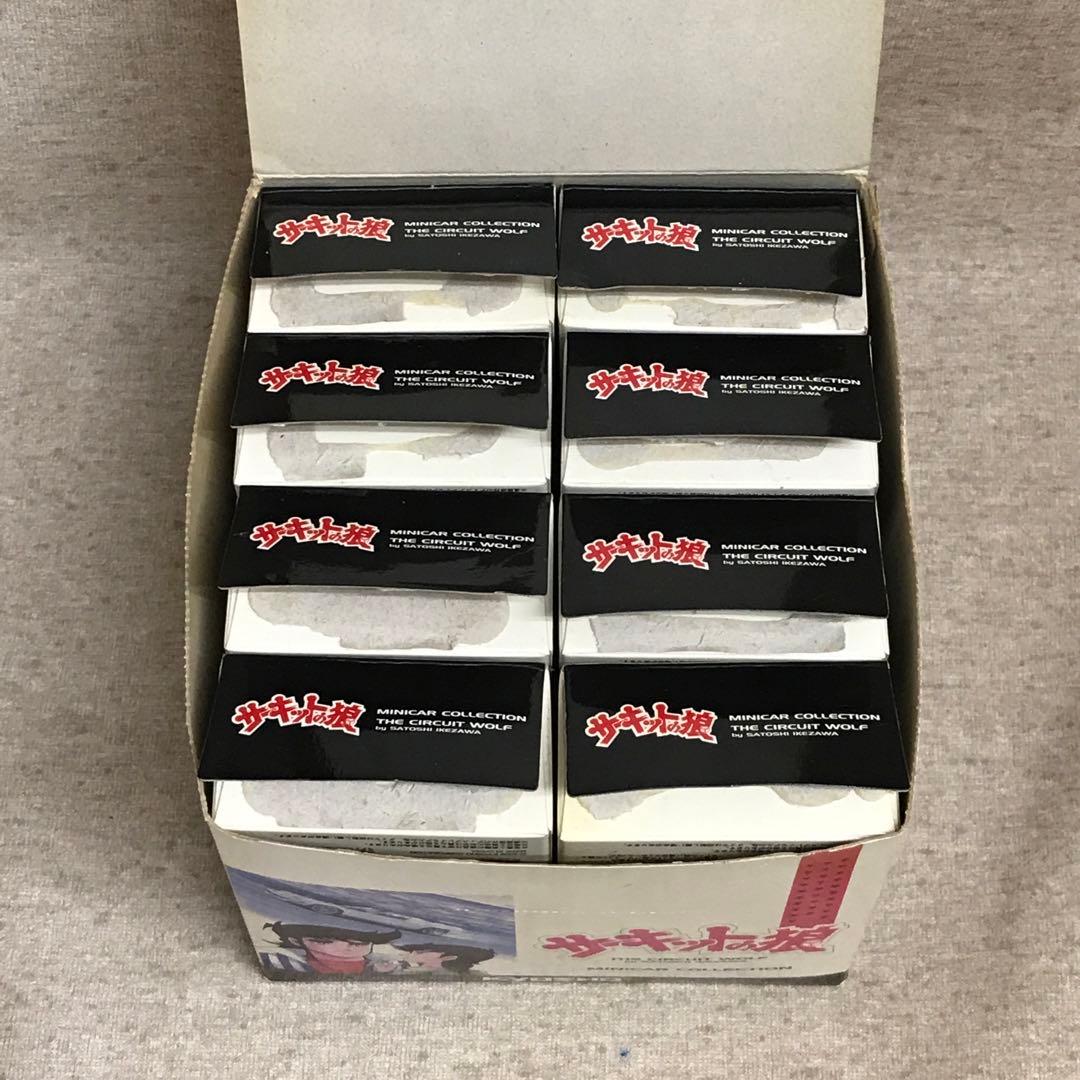 サーキットの狼
MINICAR COLLECTION
THE CIRCUIT WOLF
by SATOSHI IKEZAWA
サーキットの狼
MINICAR COLLECTION
THE CIRCUIT WOLF
by SATOSHI IKEZAWA
サーキットの狼
MINICAR COLLECTION
THE CIRCUIT WOLF
by SATOSHI IKEZAWA
サーキットの狼
MINICAR COLLECTION
THE CIRCUIT WOLF
by SATOSHI IKEZAWA
サーキットの狼
MINICAR COLLECTION
THE CIRCUIT WOLF
by SATOSHI IKEZAWA
サーキットの狼
MINICAR COLLECTION
THE CIRCUIT WOLF
by SATOSHI IKEZAWA
サーキットの狼
MINICAR COLLECTION
THE CIRCUIT WOLF
by SATOSHI IKEZAWA
サーキットの狼
MINICAR COLLECTION
THE CIRCUIT WOLF
by SATOSHI IKEZAWA
サーキットの狼
CIRCUIT WOLF
MINICAR COLLECTION